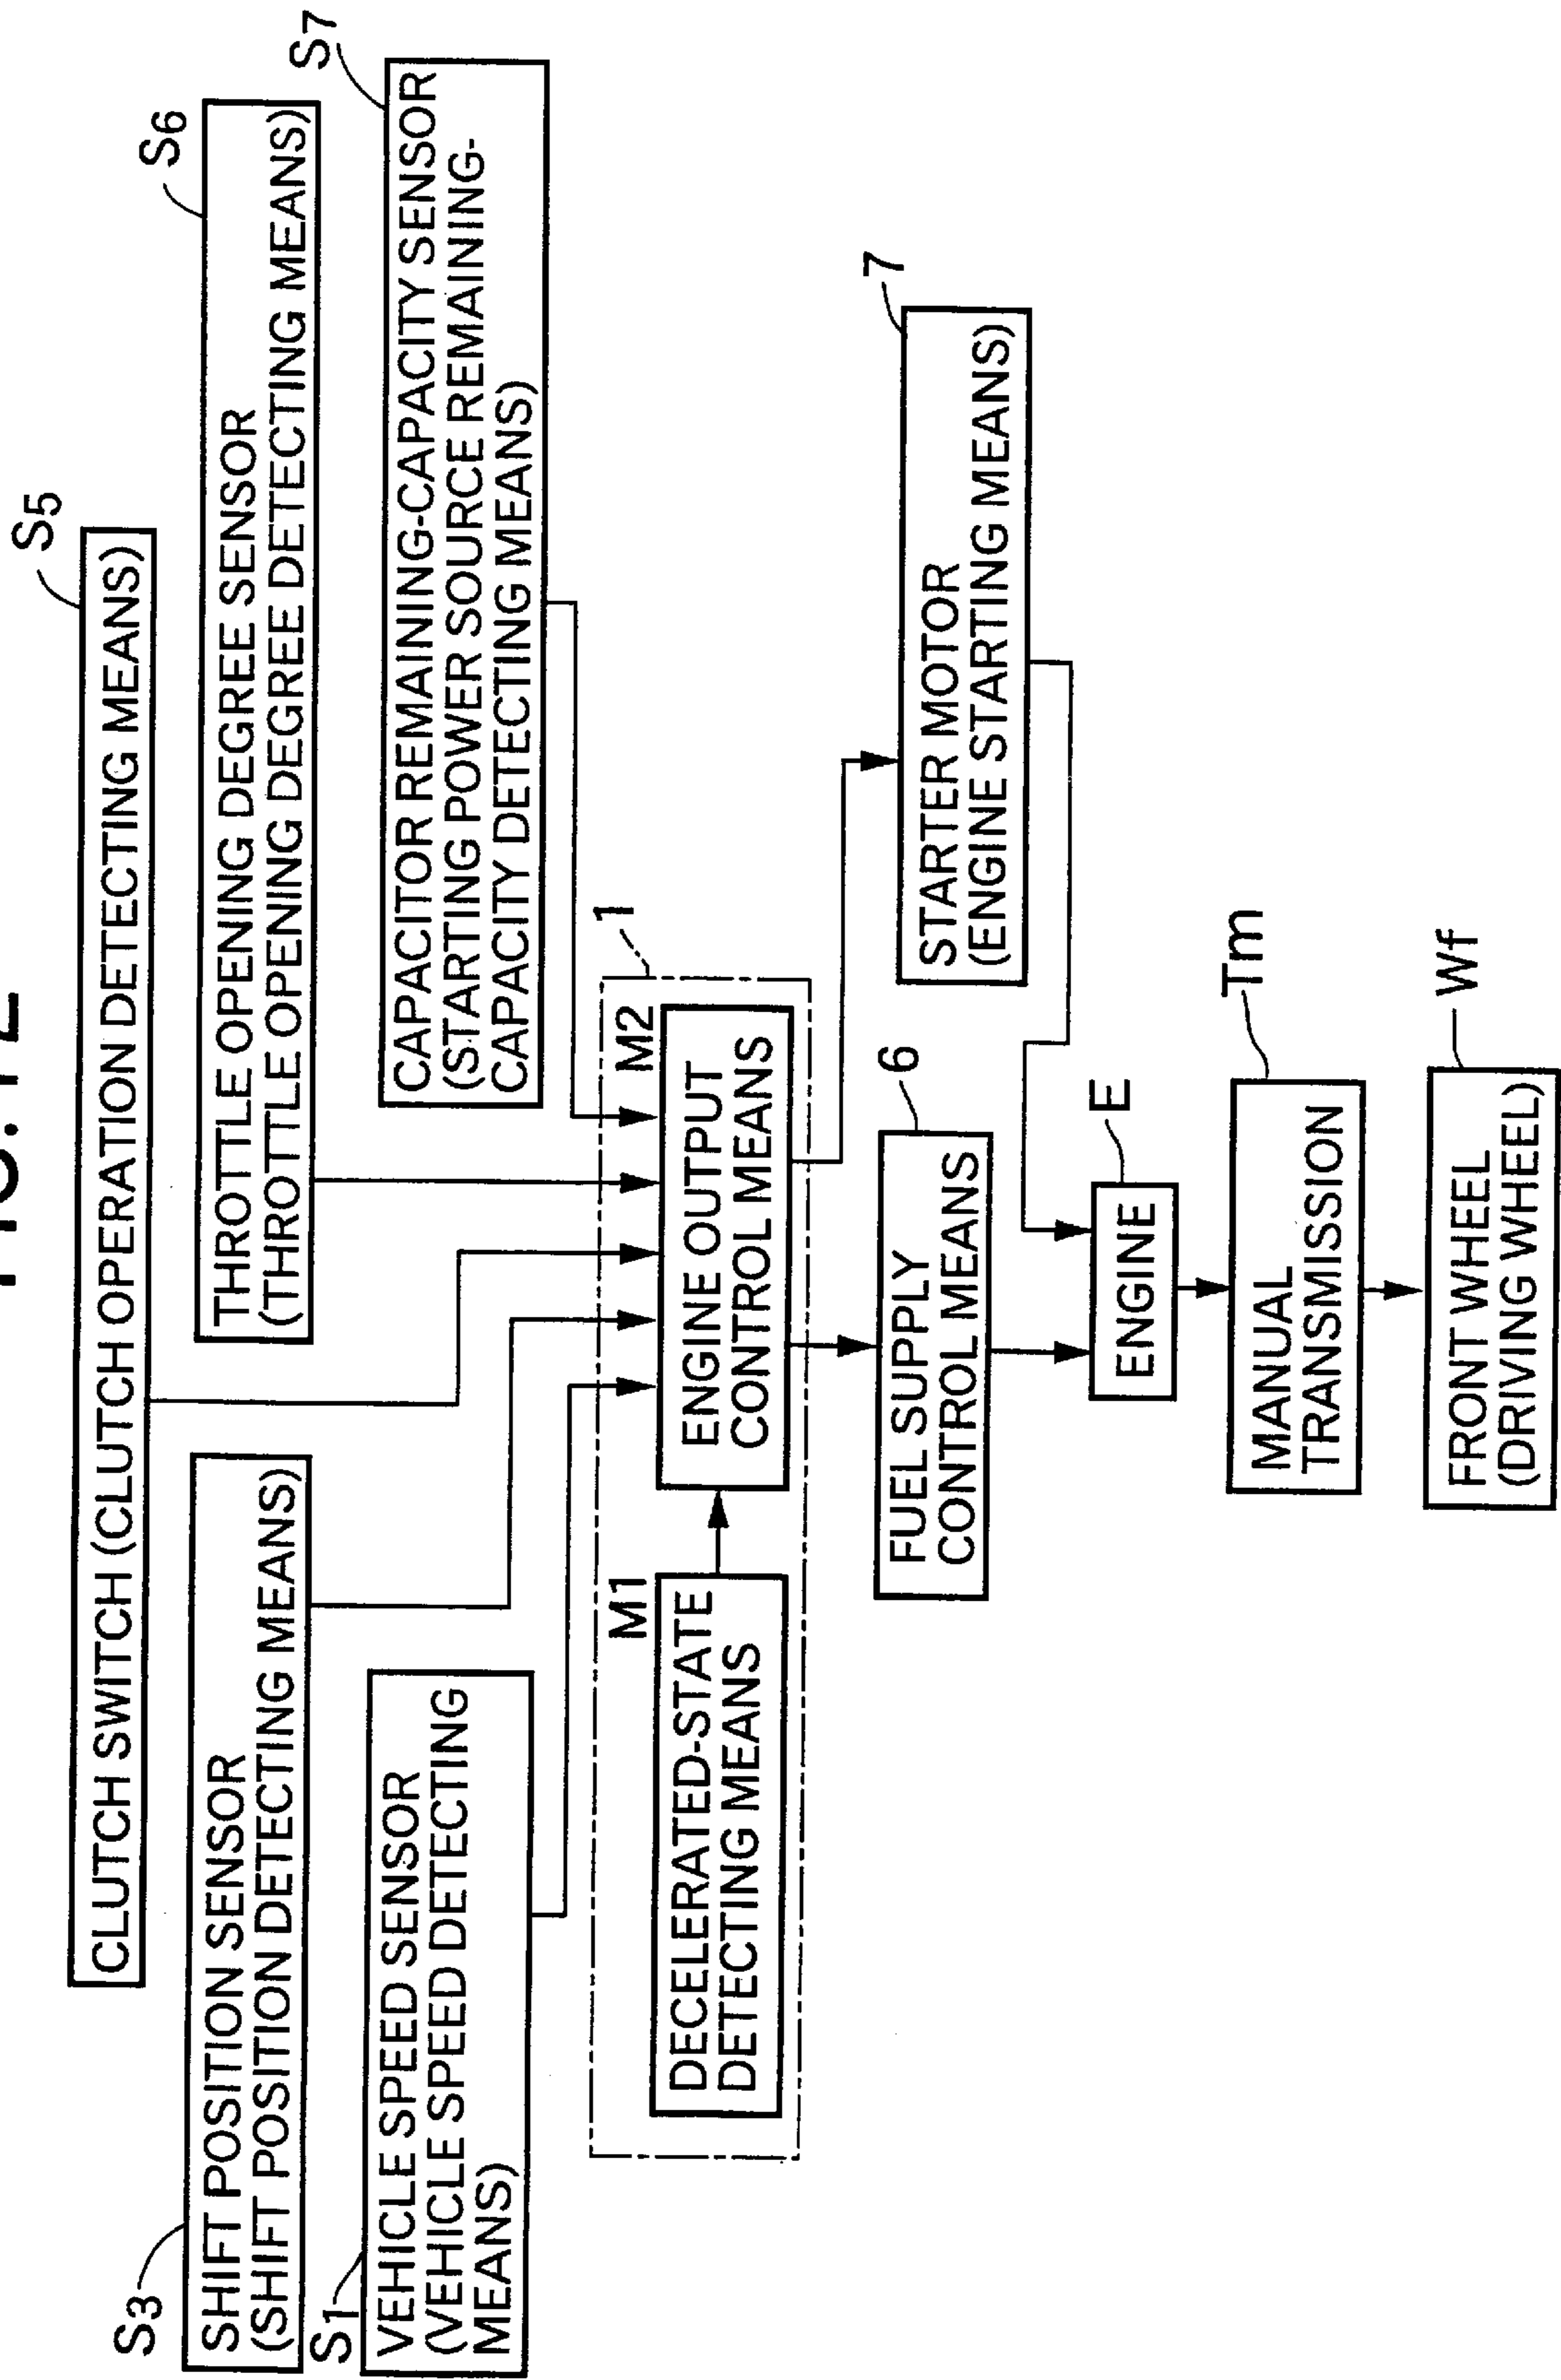 S5
CLUTCH SWITCH (CLUTCH OPERATION DETECTING MEANS)
S3
SHIFT POSITION SENSOR
(SHIFT POSITION DETECTING MEANS)
S6
THROTTLE OPENING DEGREE SENSOR
(THROTTLE OPENING DEGREE DETECTING MEANS)
S1
VEHICLE SPEED SENSOR
(VEHICLE SPEED DETECTING
MEANS)
S7
CAPACITOR REMAINING-CAPACITY SENSOR
(STARTING POWER SOURCE REMAINING-
CAPACITY DETECTING MEANS)
1
M1
DECELERATED-STATE
DETECTING MEANS
M2
ENGINE OUTPUT
CONTROL MEANS
6
FUEL SUPPLY
CONTROL MEANS
7
STARTER MOTOR
(ENGINE STARTING MEANS)
E
ENGINE
Tm
MANUAL
TRANSMISSION
Wf
FRONT WHEEL
(DRIVING WHEEL)